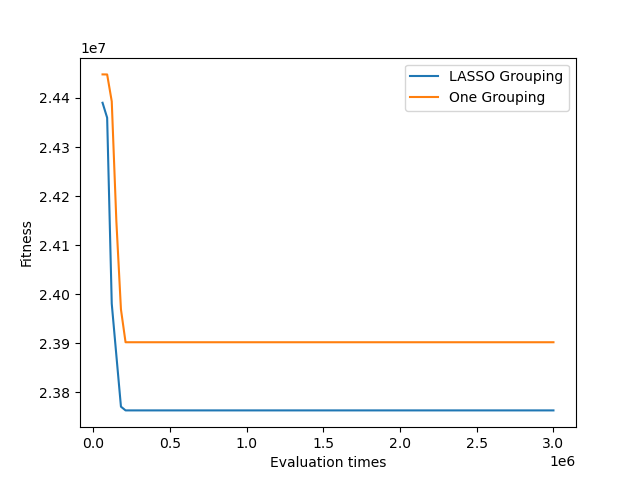 1e7
LASSO Grouping
One Grouping
2.44
2.43
2.42
2.41
2.40
2.39
2.38
Fitness
0.0 0.5 1.0 1.5 2.0 2.5 3.0
Evaluation times
1e6